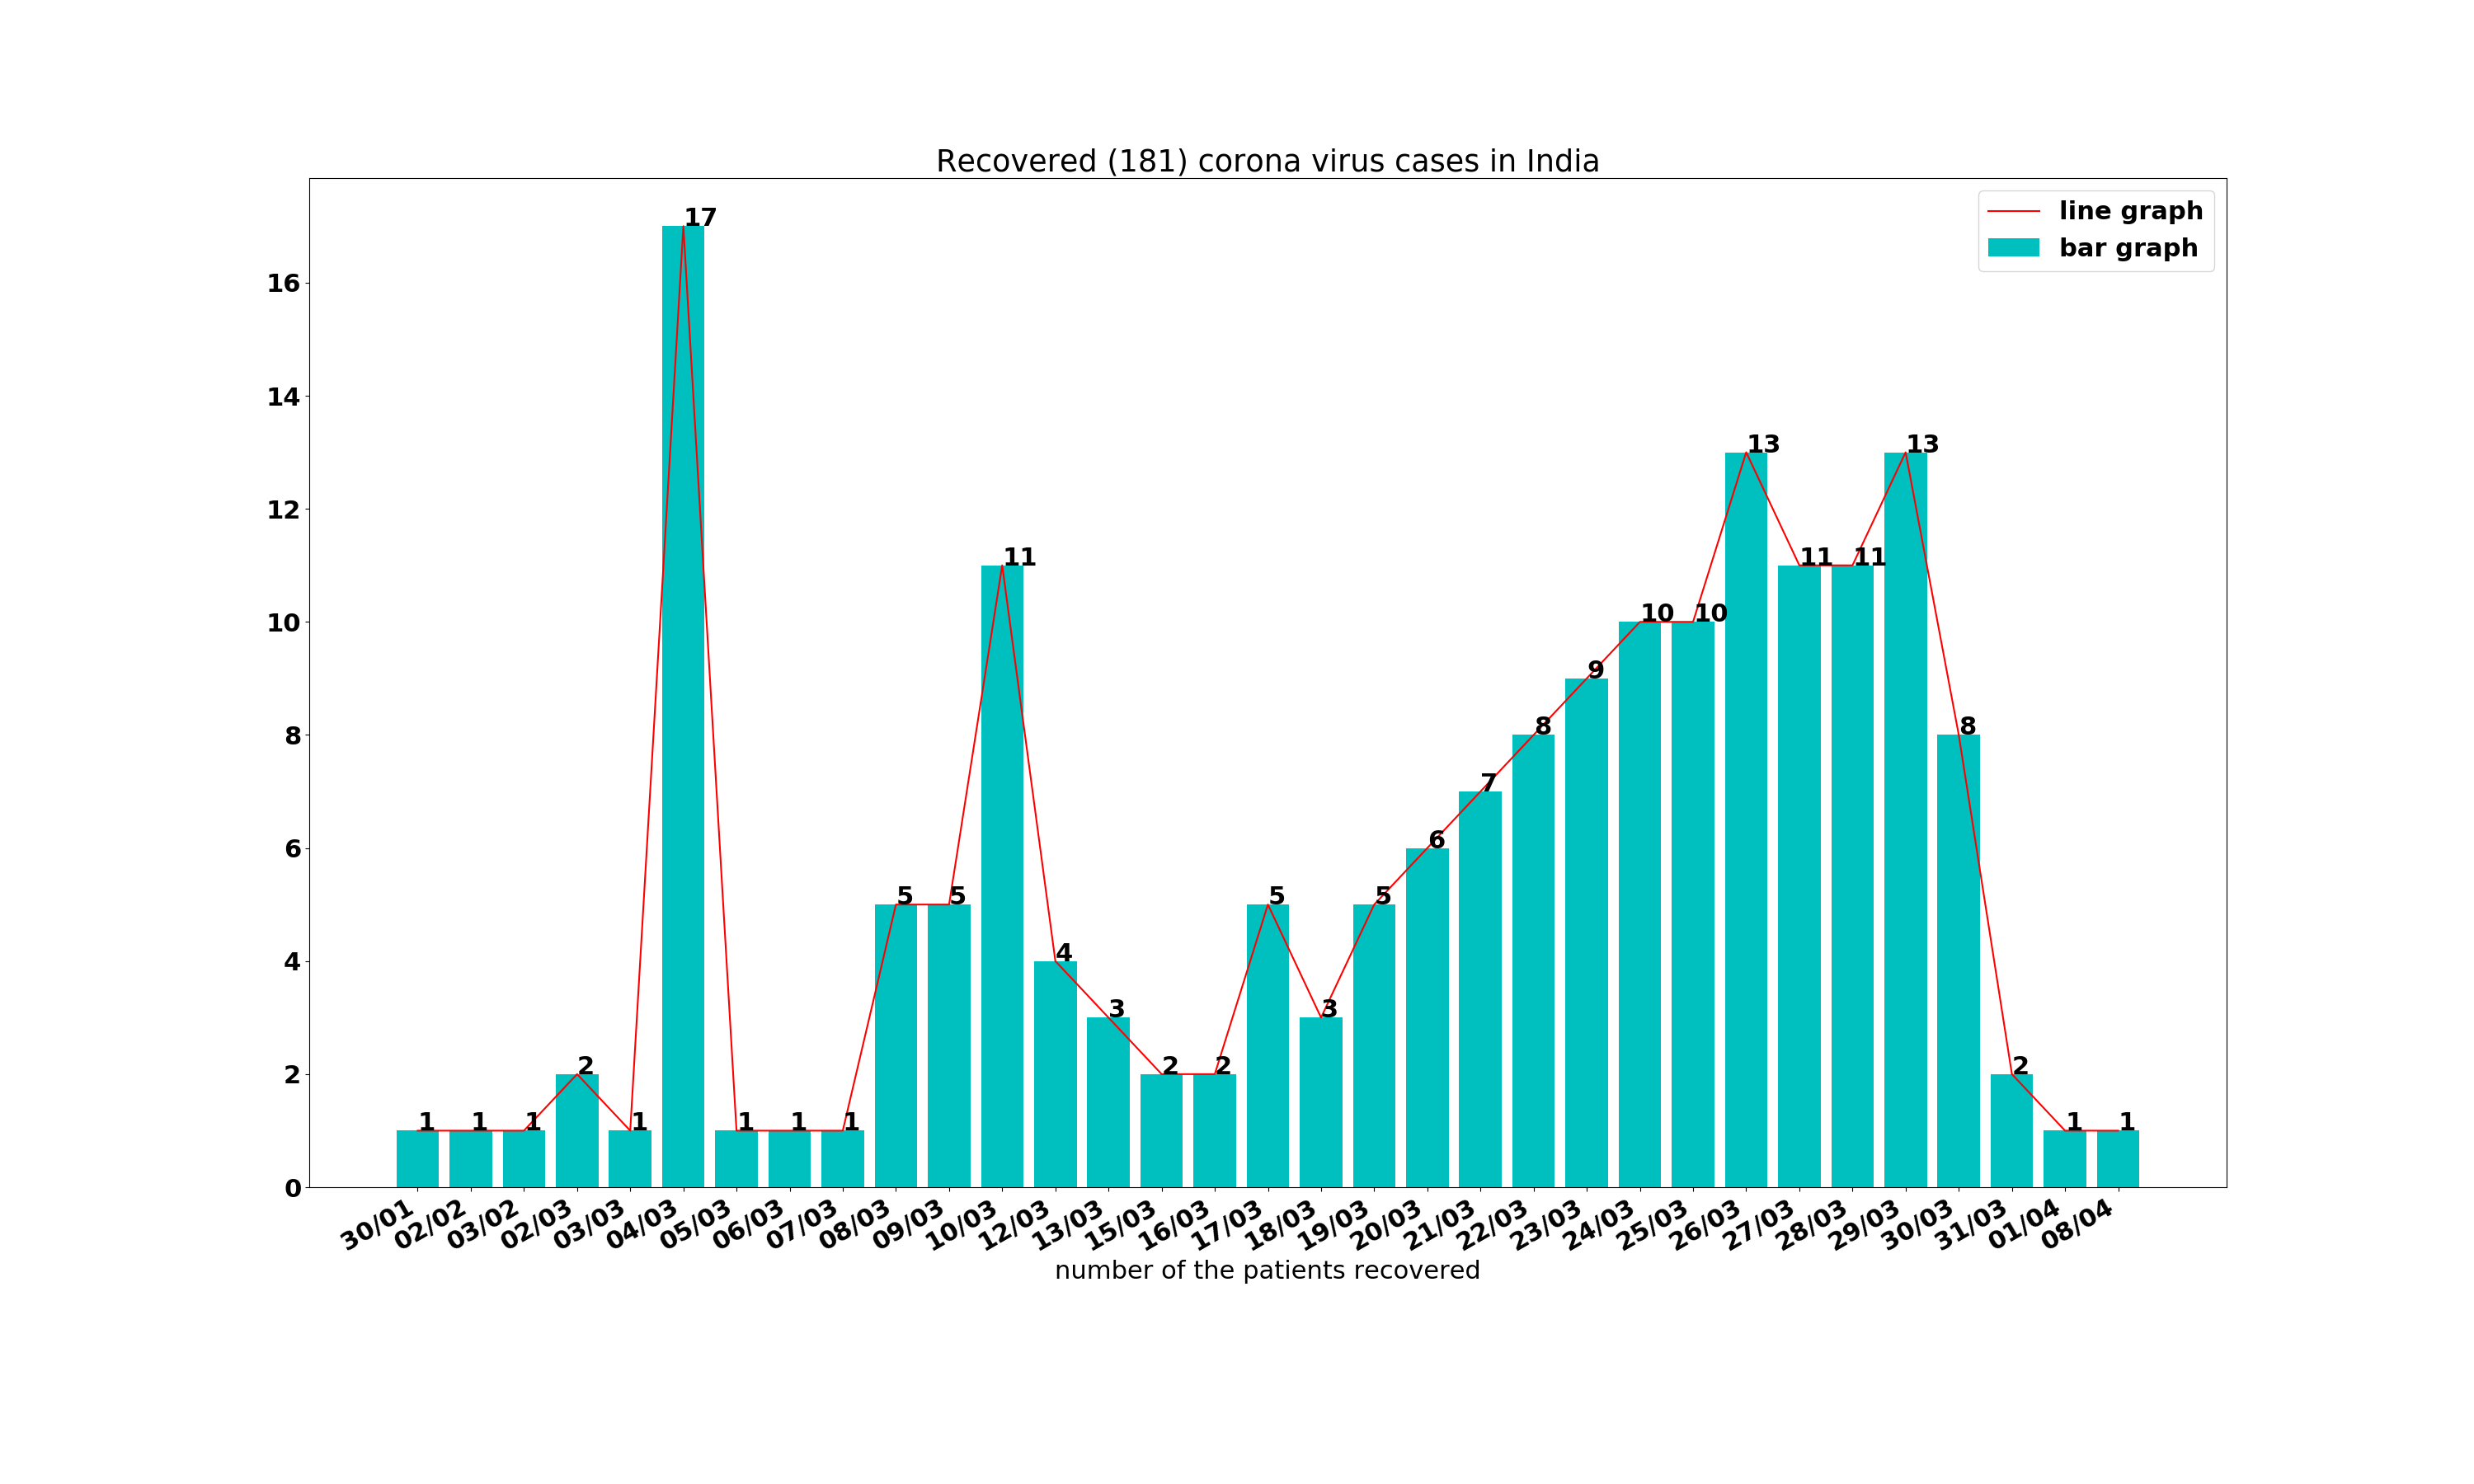 Recovered (181) corona virus cases in India
line graph
bar graph
17
16
14
13 13
12
11 11 11
10 10 10
9
8 8 8
7
6 6
5 5 5 5
4 4
3 3
2 2 2 2 2
1 1 1 1 1 1 1 1 1
0
30/01 02/02 03/02 02/03 03/03 04/03 05/03 06/03 07/03 08/03 09/03 10/03 12/03 13/03 15/03 16/03 17/03 18/03 19/03 20/03 21/03 22/03 23/03 24/03 25/03 26/03 27/03 28/03 29/03 30/03 31/03 01/04 08/04
number of the patients recovered